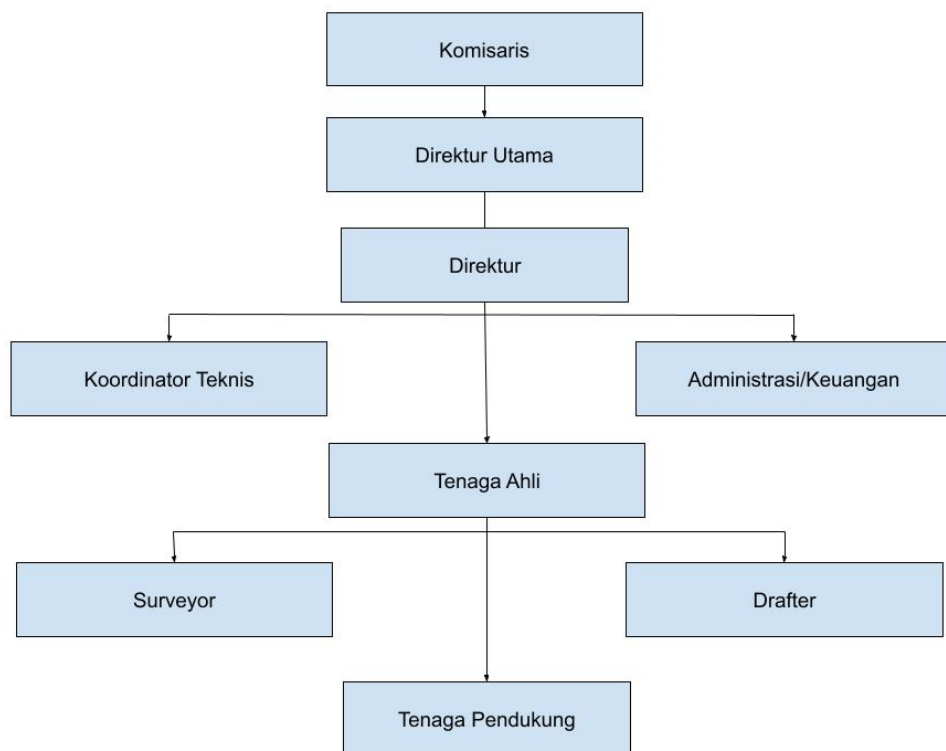 Komisaris
Direktur Utama
Direktur
Koordinator Teknis
Administrasi/Keuangan
Tenaga Ahli
Surveyor
Drafter
Tenaga Pendukung